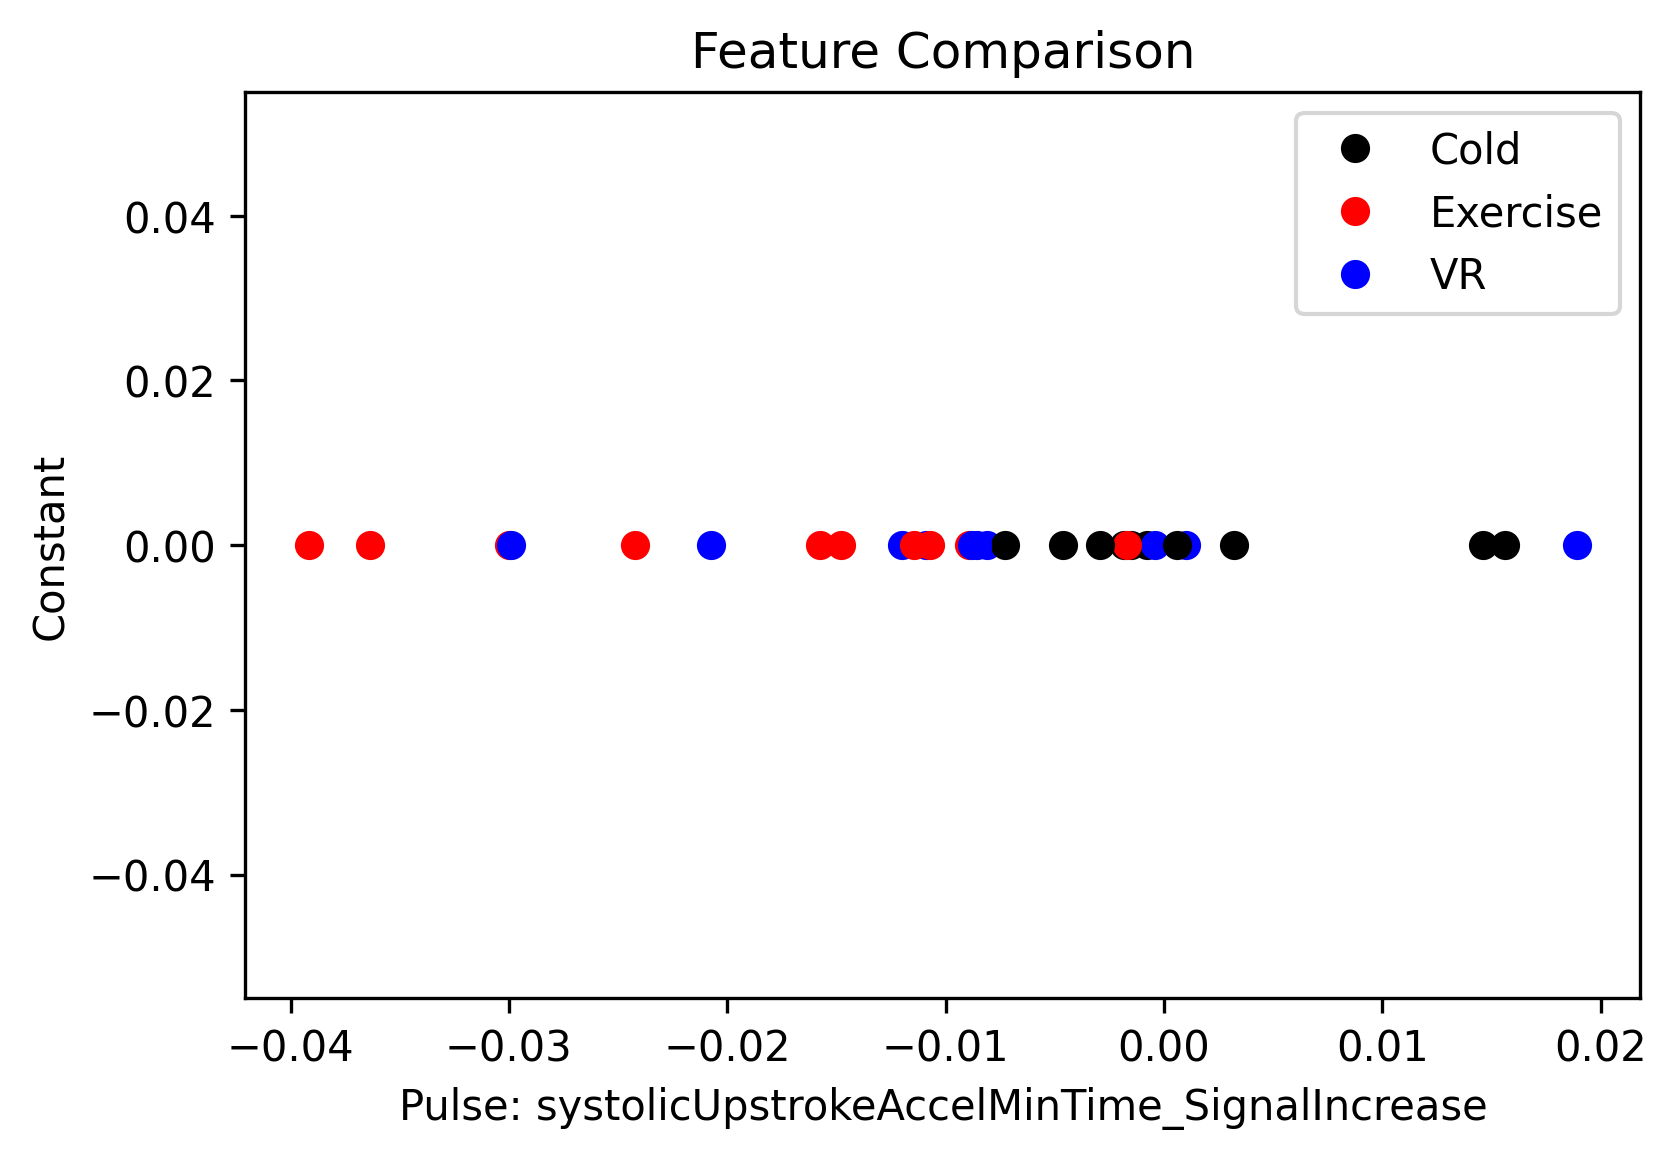 Feature Comparison
Cold
Exercise
VR
0.04
0.02
0.00
−0.02
−0.04
Constant
−0.04 −0.03 −0.02 −0.01 0.00 0.01 0.02
Pulse: systolicUpstrokeAccelMinTime_SignalIncrease